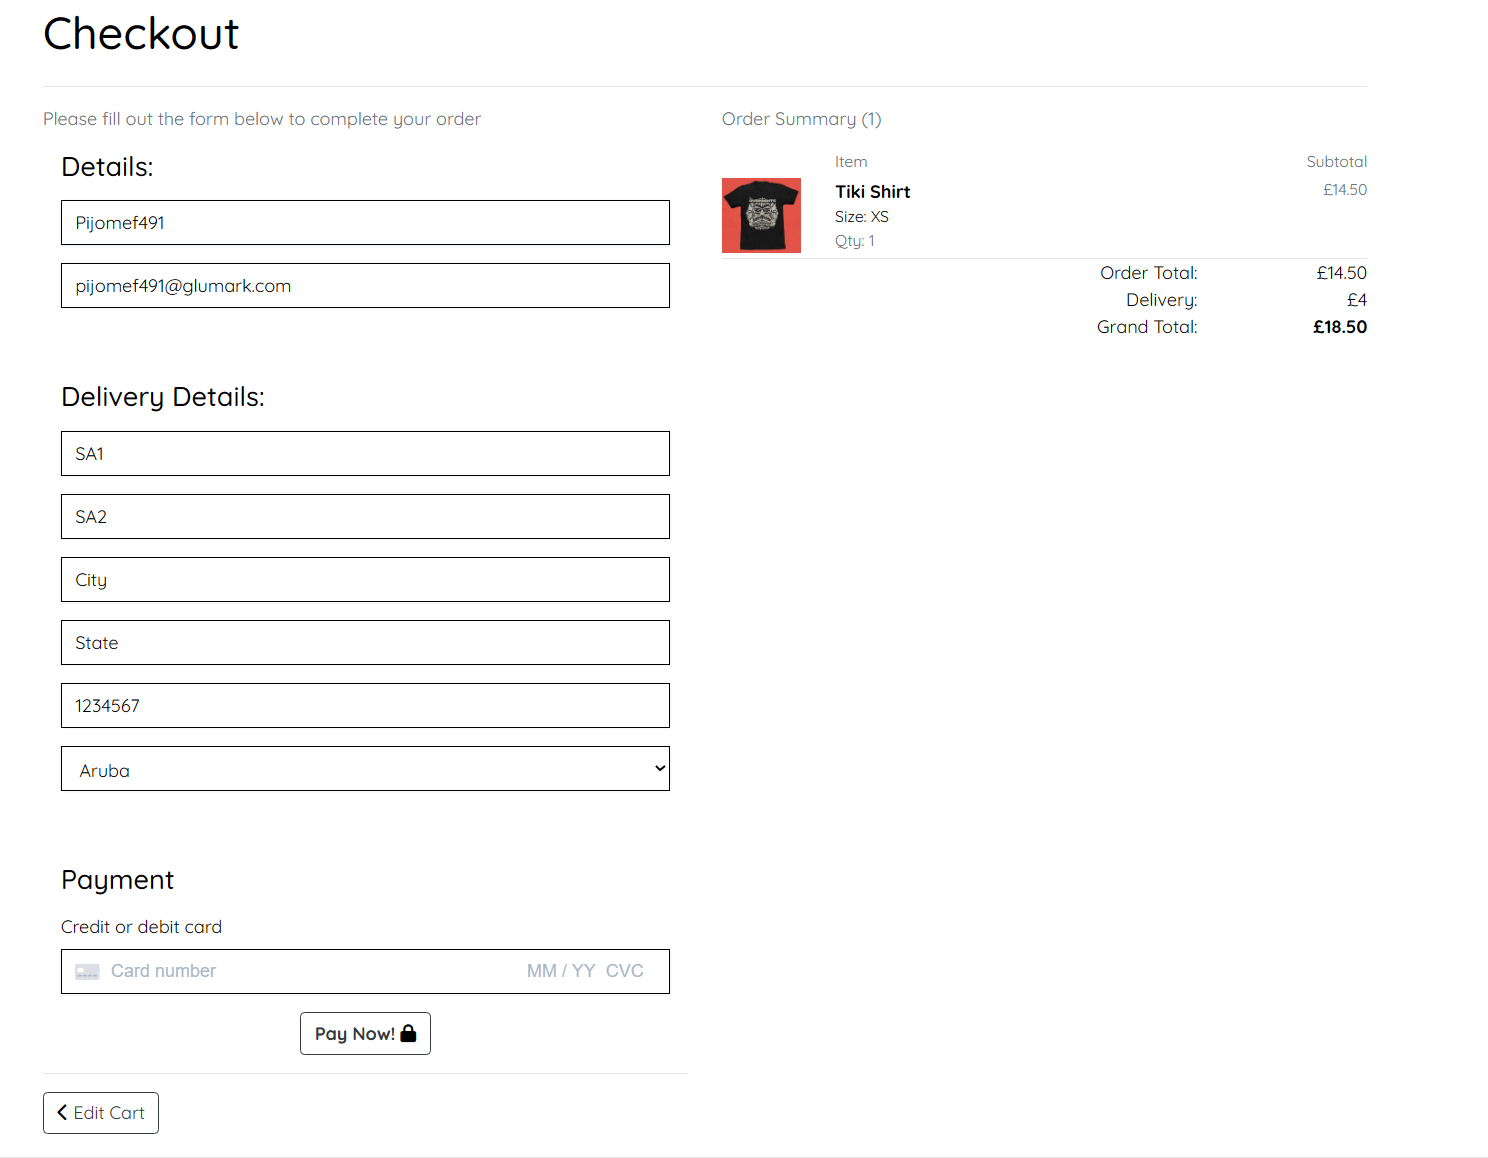 Checkout
Please fill out the form below to complete your order
Details:
Pijomef491
pijomef491@glumark.com
Delivery Details:
SA1
SA2
City
State
1234567
Aruba
Payment
Credit or debit card
Card number MM / YY CVC
Pay Now!
Edit Cart
Order Summary (1)
Item Subtotal
Tiki Shirt £14.50
Size: XS
Qty: 1
Order Total: £14.50
Delivery: £4
Grand Total: £18.50